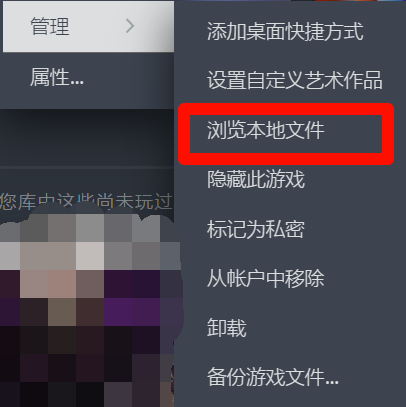 管理
属性...
您库中这些尚未玩过
添加桌面快捷方式
设置自定义艺术作品
浏览本地文件
隐藏此游戏
标记为私密
从帐户中移除
卸载
备份游戏文件...